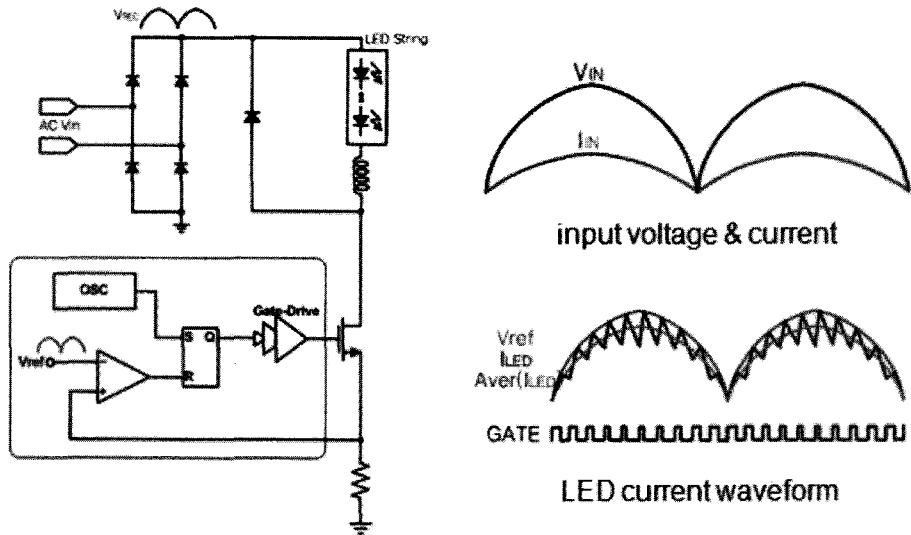 VREC
LED String
AC Vin
OSC
Gate-Drive
S Q
R
Vref
VIN
IIN
input voltage & current
Vref
ILED
Aver(ILED)
GATE
LED current waveform